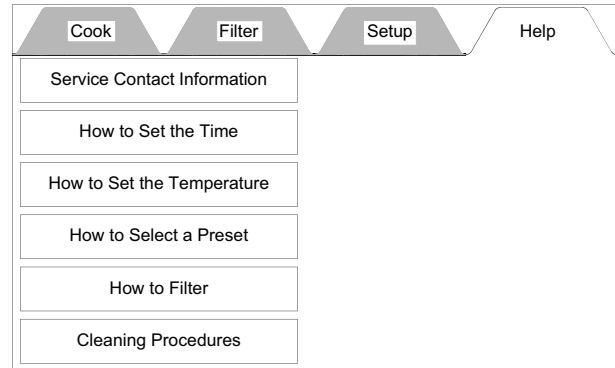 Cook Filter Setup Help
Service Contact Information
How to Set the Time
How to Set the Temperature
How to Select a Preset
How to Filter
Cleaning Procedures